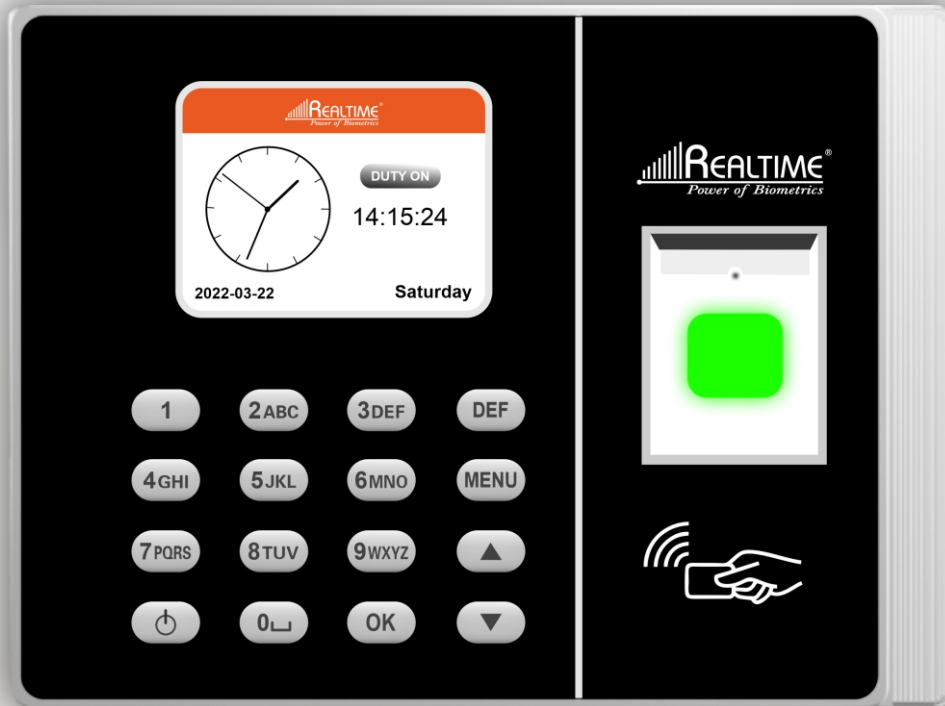 REALTIME®
Power of Biometrics
DUTY ON
14:15:24
2022-03-22
Saturday
REALTIME®
Power of Biometrics
1
2ABC
3DEF
DEF
4GHI
5JKL
6MNO
MENU
7PQRS
8TUV
9WXYZ
0
OK